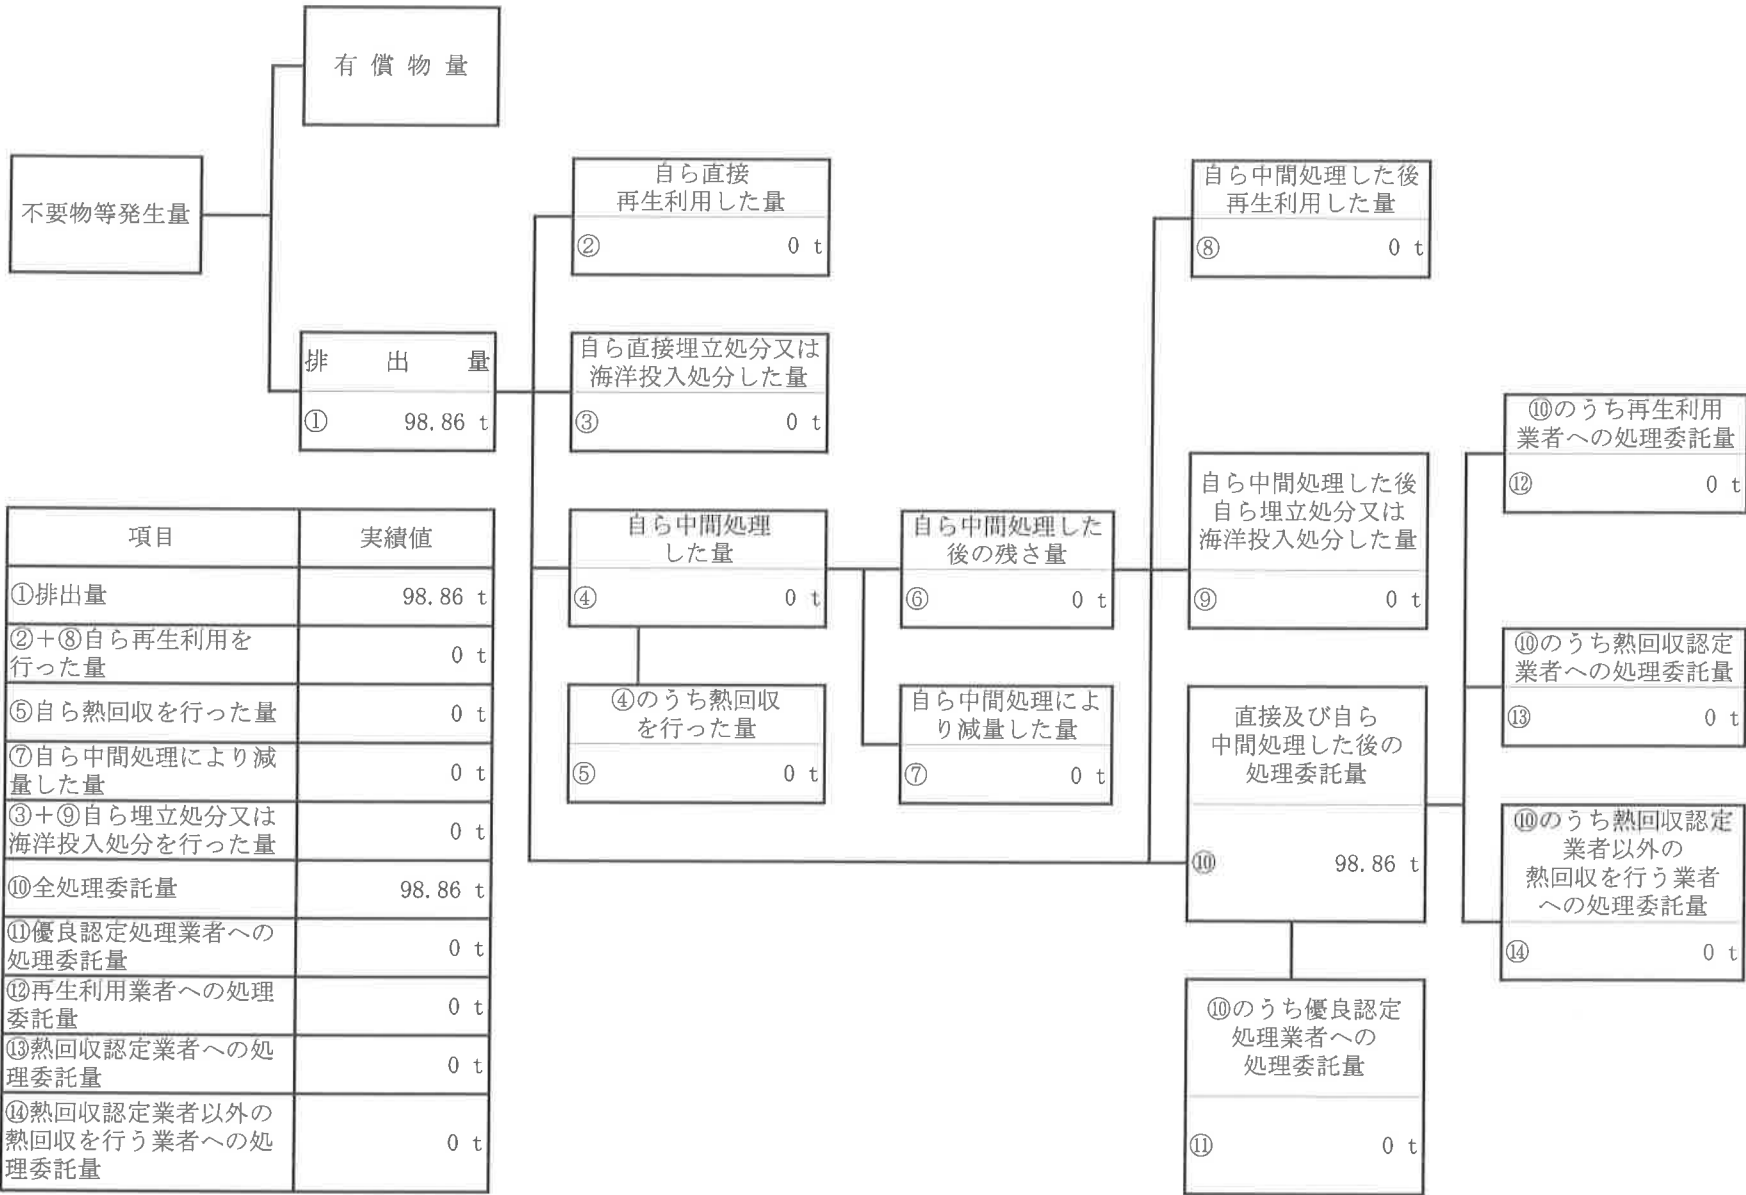 有 償 物 量
不要物等発生量
排 出 量
① 98.86 t
自ら直接
再生利用した量
② 0 t
自ら直接埋立処分又は
海洋投入処分した量
③ 0 t
自ら中間処理
した量
④ 0 t
④のうち熱回収
を行った量
⑤ 0 t
自ら中間処理した
後の残さ量
⑥ 0 t
自ら中間処理によ
り減量した量
⑦ 0 t
自ら中間処理した後
再生利用した量
⑧ 0 t
自ら中間処理した後
自ら埋立処分又は
海洋投入処分した量
⑨ 0 t
直接及び自ら
中間処理した後の
処理委託量
⑩ 98.86 t
⑩のうち優良認定
処理業者への
処理委託量
⑪ 0 t
⑩のうち再生利用
業者への処理委託量
⑫ 0 t
⑩のうち熱回収認定
業者への処理委託量
⑬ 0 t
⑩のうち熱回収認定
業者以外の
熱回収を行う業者
への処理委託量
⑭ 0 t
項目 実績値
①排出量 98.86 t
②+⑧自ら再生利用を
行った量 0 t
⑤自ら熱回収を行った量 0 t
⑦自ら中間処理により減
量した量 0 t
③+⑨自ら埋立処分又は
海洋投入処分を行った量 0 t
⑩全処理委託量 98.86 t
⑪優良認定処理業者への
処理委託量 0 t
⑫再生利用業者への処理
委託量 0 t
⑬熱回収認定業者への処
理委託量 0 t
⑭熱回収認定業者以外の
熱回収を行う業者への処
理委託量 0 t